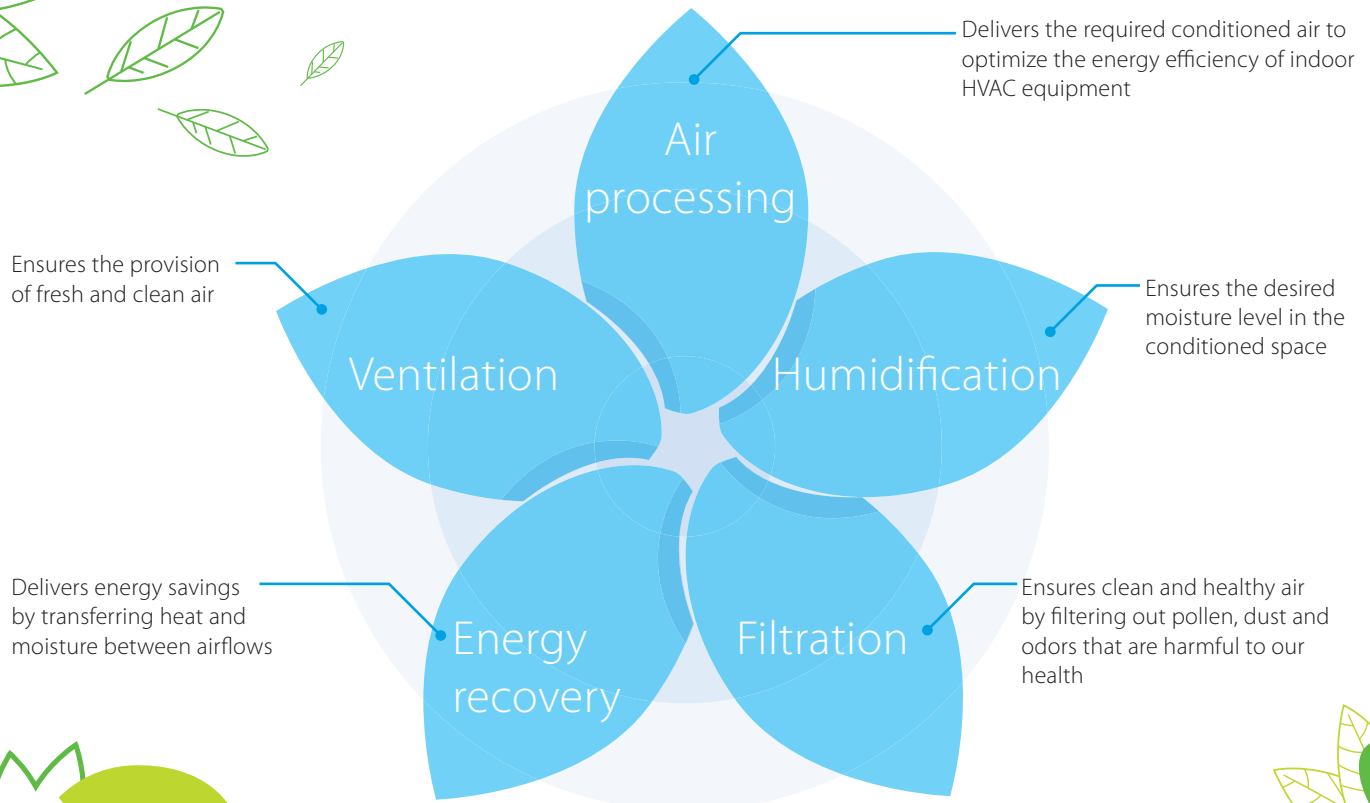 Delivers the required conditioned air to
optimize the energy efficiency of indoor
HVAC equipment
Air
processing
Ensures the provision
of fresh and clean air
Ventilation
Humidification
Ensures the desired
moisture level in the
conditioned space
Delivers energy savings
by transferring heat and
moisture between airflows
Energy
recovery
Filtration
Ensures clean and healthy air
by filtering out pollen, dust and
odors that are harmful to our
health